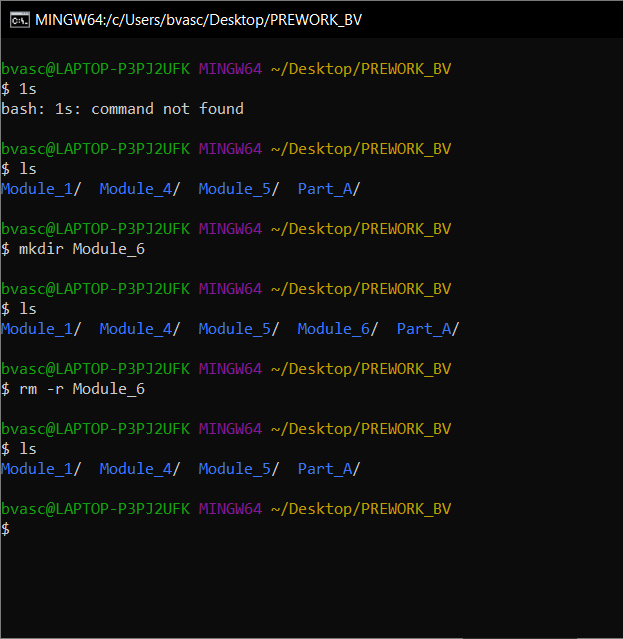 MINGW64:/c/Users/bvasc/Desktop/PREWORK_BV
bvasc@LAPTOP-P3PJ2UFK MINGW64 ~/Desktop/PREWORK_BV
$ 1s
bash: 1s: command not found
bvasc@LAPTOP-P3PJ2UFK MINGW64 ~/Desktop/PREWORK_BV
$ ls
Module_1/  Module_4/  Module_5/  Part_A/
bvasc@LAPTOP-P3PJ2UFK MINGW64 ~/Desktop/PREWORK_BV
$ mkdir Module_6
bvasc@LAPTOP-P3PJ2UFK MINGW64 ~/Desktop/PREWORK_BV
$ ls
Module_1/  Module_4/  Module_5/  Module_6/  Part_A/
bvasc@LAPTOP-P3PJ2UFK MINGW64 ~/Desktop/PREWORK_BV
$ rm -r Module_6
bvasc@LAPTOP-P3PJ2UFK MINGW64 ~/Desktop/PREWORK_BV
$ ls
Module_1/  Module_4/  Module_5/  Part_A/
bvasc@LAPTOP-P3PJ2UFK MINGW64 ~/Desktop/PREWORK_BV
$